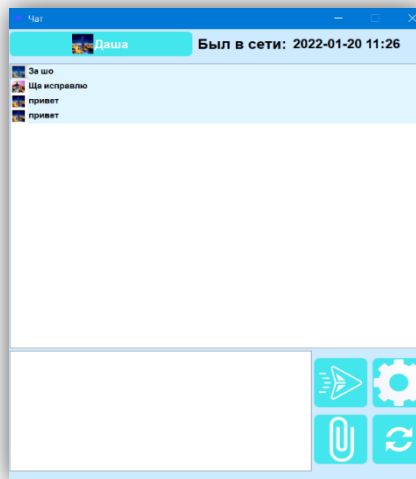 Чат
Даша
Был в сети: 2022-01-20 11:26
За шо
Ща исправлю
привет
привет